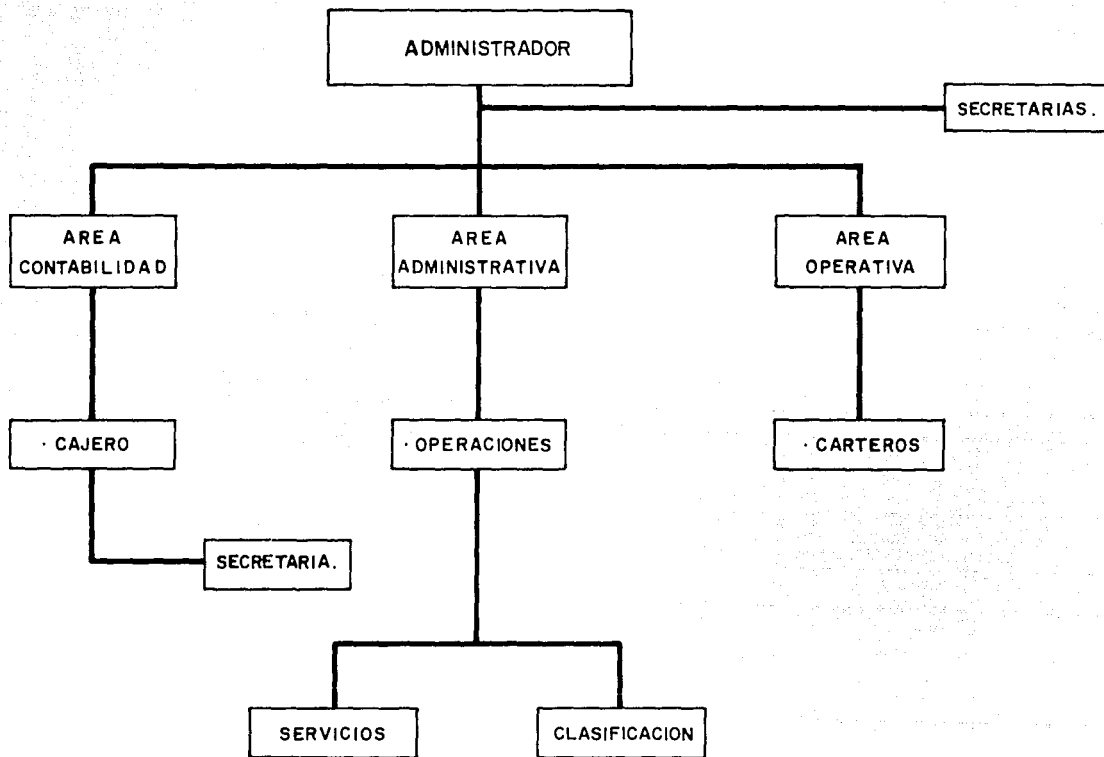 ADMINISTRADOR
SECRETARIAS.
AREA
CONTABILIDAD
AREA
ADMINISTRATIVA
AREA
OPERATIVA
· CAJERO
· OPERACIONES
· CARTEROS
SECRETARIA.
SERVICIOS
CLASIFICACION